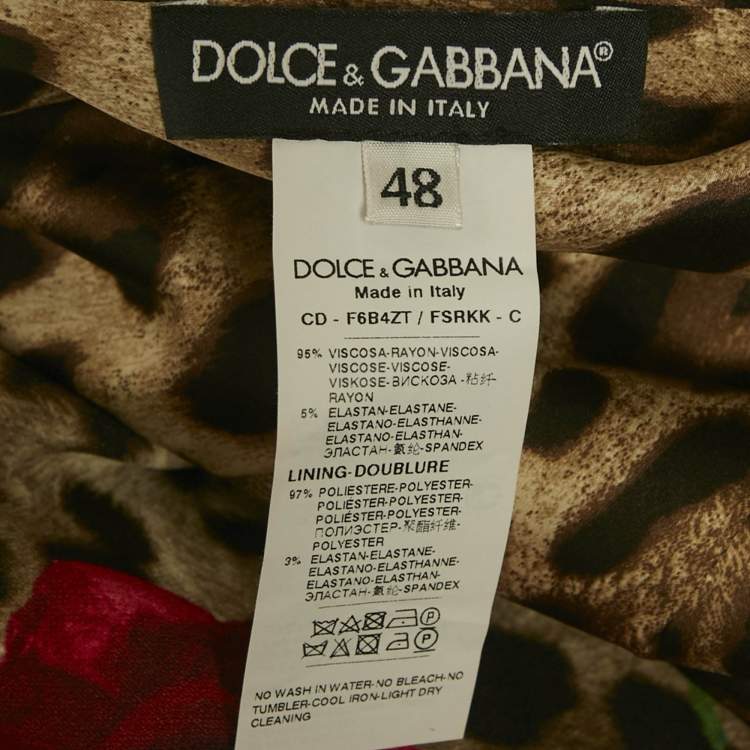 DOLCE & GABBANA®
MADE IN ITALY
48
DOLCE & GABBANA
Made in Italy
CD - F6B4ZT / FSRKK - C
95% VISCOSA-RAYON-VISCOSA-
VISCOSE-VISCOSE-
VISKOSE-ВИСКОЗА-粘纤-
RAYON
5% ELASTAN-ELASTANE-
ELASTANO-ELASTHANNE-
ELASTANO-ELASTHAN-
ЭЛАСТАН-氨纶-SPANDEX
LINING-DOUBLURE
97% POLIESTERE-POLYESTER-
POLIÉSTER-POLYESTER-
POLIÉSTER-POLYESTER-
ПОЛИЭСТЕР-聚酯纤维-
POLYESTER
3% ELASTAN-ELASTANE-
ELASTANO-ELASTHANNE-
ELASTANO-ELASTHAN-
ЭЛАСТАН-氨纶-SPANDEX
NO WASH IN WATER-NO BLEACH-NO
TUMBLER-COOL IRON-LIGHT DRY
CLEANING